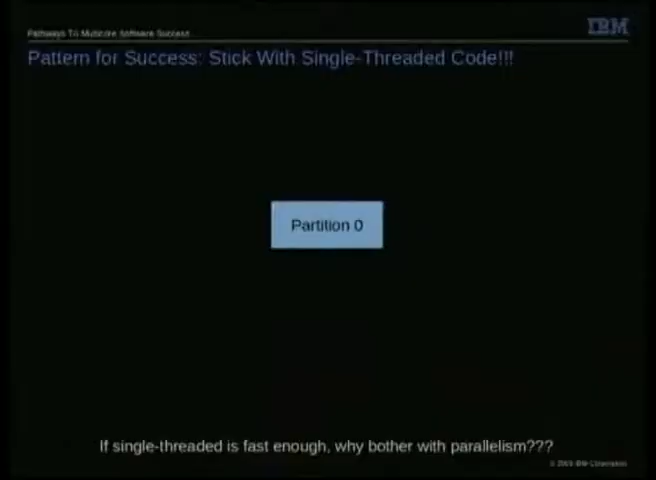 Pathways To Multicore Software Success
IBM
Pattern for Success: Stick With Single-Threaded Code!!!
Partition 0
If single-threaded is fast enough, why bother with parallelism???
© IBM Corporation